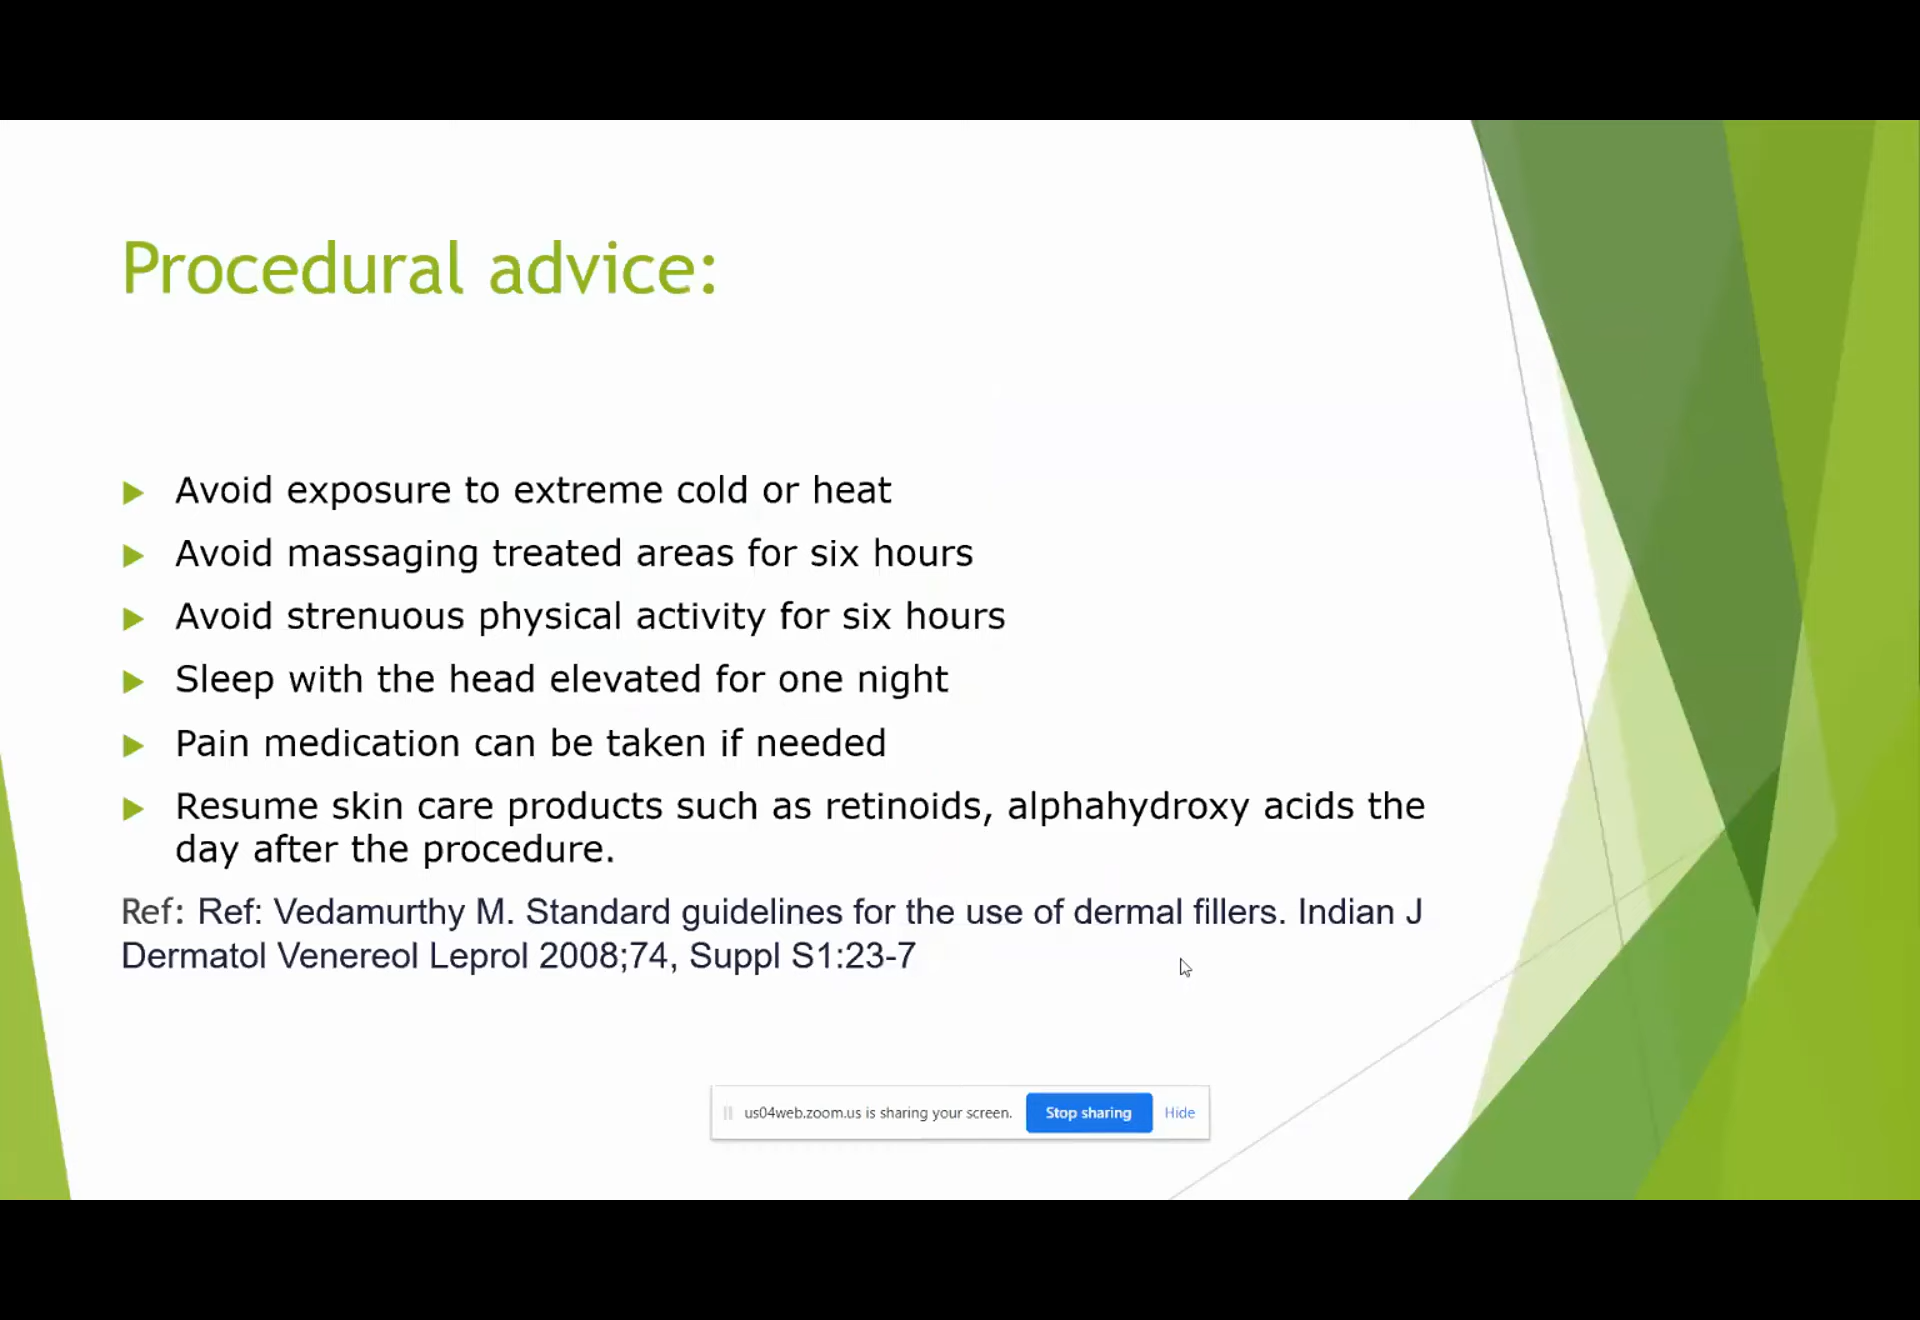 Procedural advice:
Avoid exposure to extreme cold or heat
Avoid massaging treated areas for six hours
Avoid strenuous physical activity for six hours
Sleep with the head elevated for one night
Pain medication can be taken if needed
Resume skin care products such as retinoids, alphahydroxy acids the
day after the procedure.
Ref: Ref: Vedamurthy M. Standard guidelines for the use of dermal fillers. Indian J
Dermatol Venereol Leprol 2008;74, Suppl S1:23-7
us04web.zoom.us is sharing your screen. Stop sharing Hide